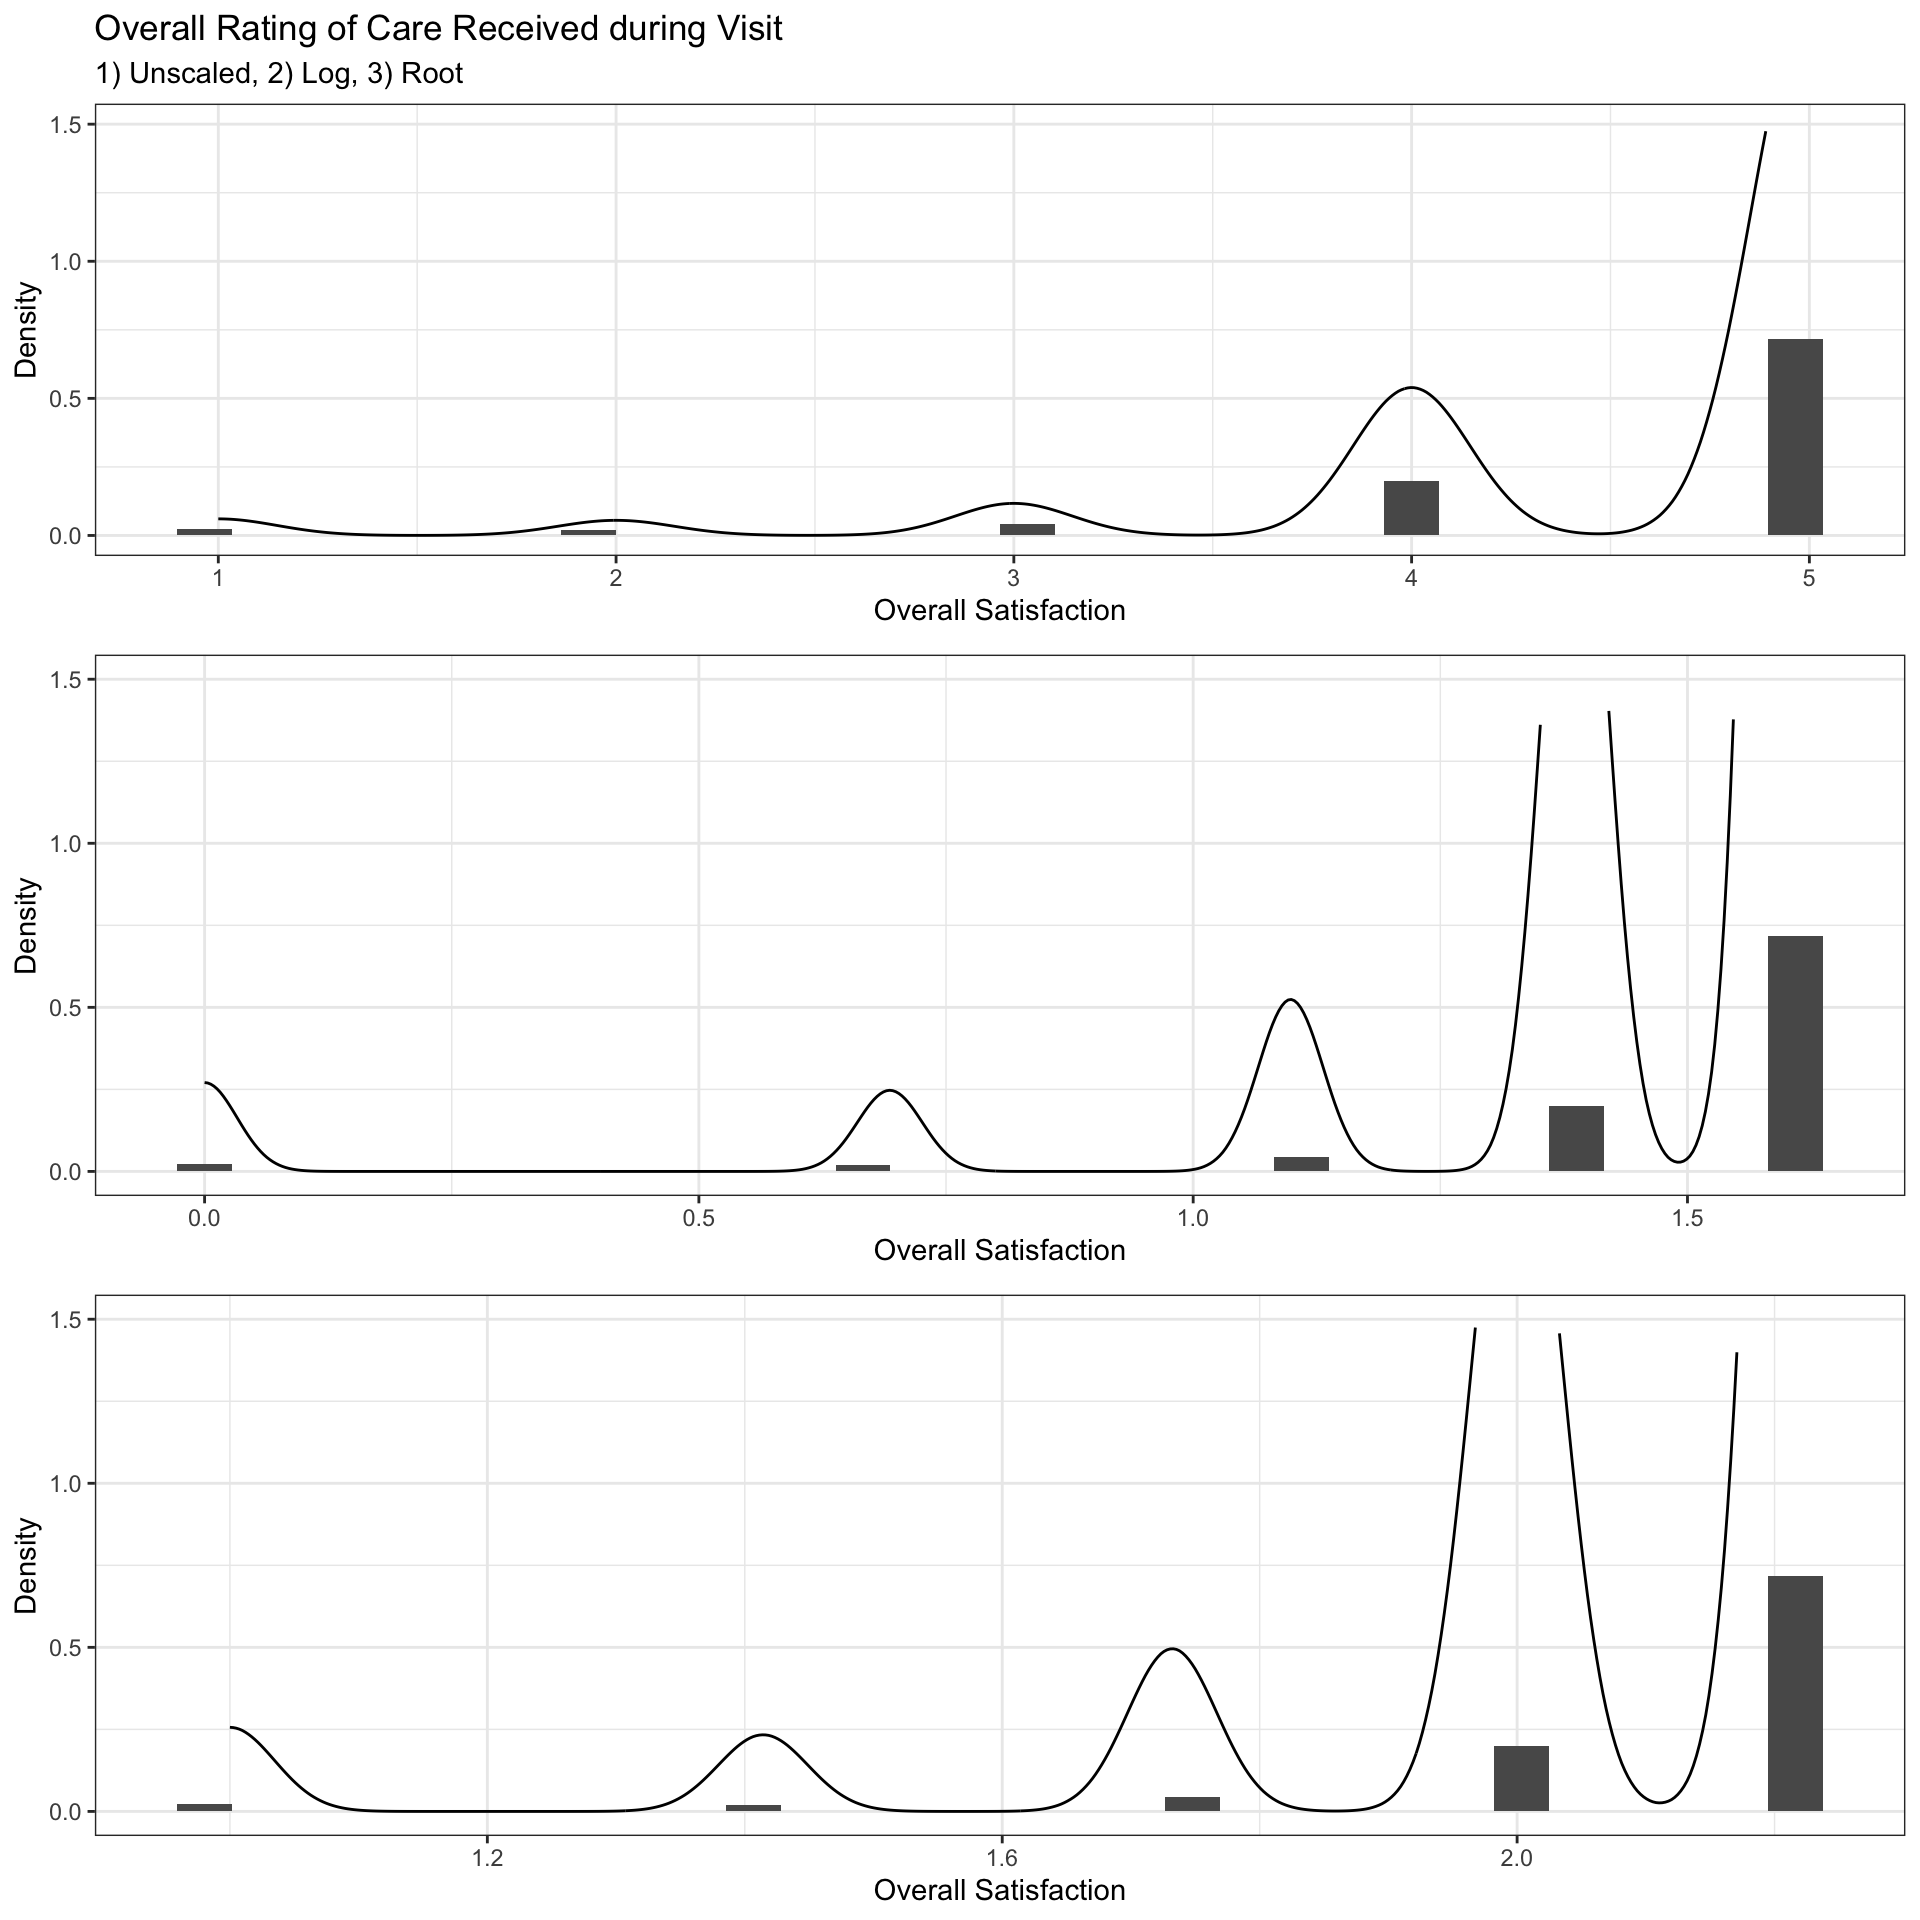 Overall Rating of Care Received during Visit
1) Unscaled, 2) Log, 3) Root
1.5
1.0
0.5
0.0
Density
1 2 3 4 5
Overall Satisfaction
1.5
1.0
0.5
0.0
Density
0.0 0.5 1.0 1.5
Overall Satisfaction
1.5
1.0
0.5
0.0
Density
1.2 1.6 2.0
Overall Satisfaction